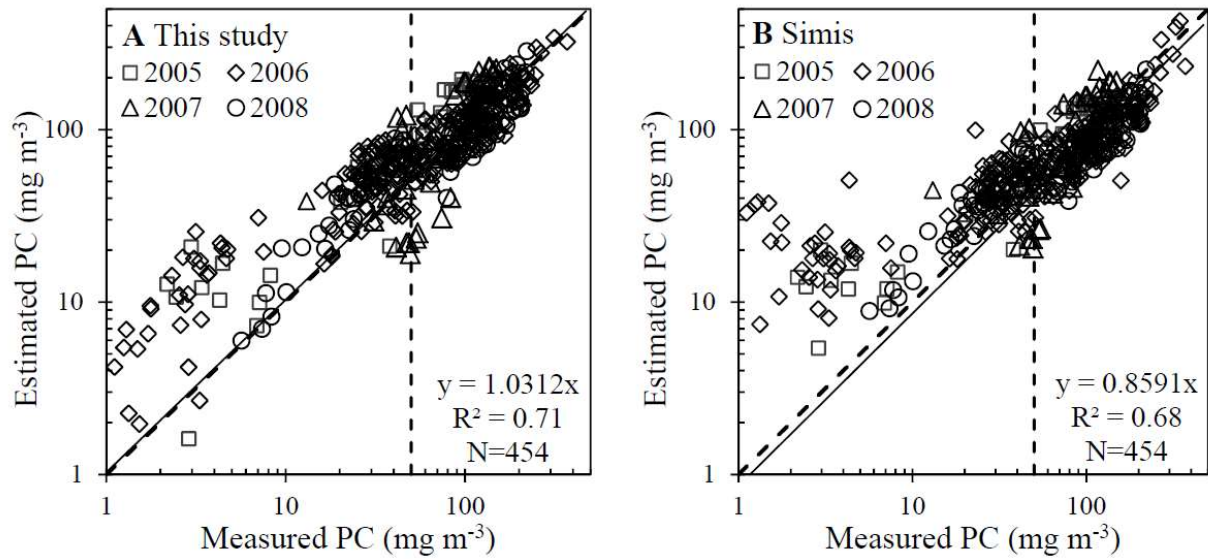 A This study
2005
2006
2007
2008
100
10
1
Estimated PC (mg m-3)
y = 1.0312x
R² = 0.71
N=454
1
10
100
Measured PC (mg m-3)
B Simis
2005
2006
2007
2008
100
10
1
Estimated PC (mg m-3)
y = 0.8591x
R² = 0.68
N=454
1
10
100
Measured PC (mg m-3)